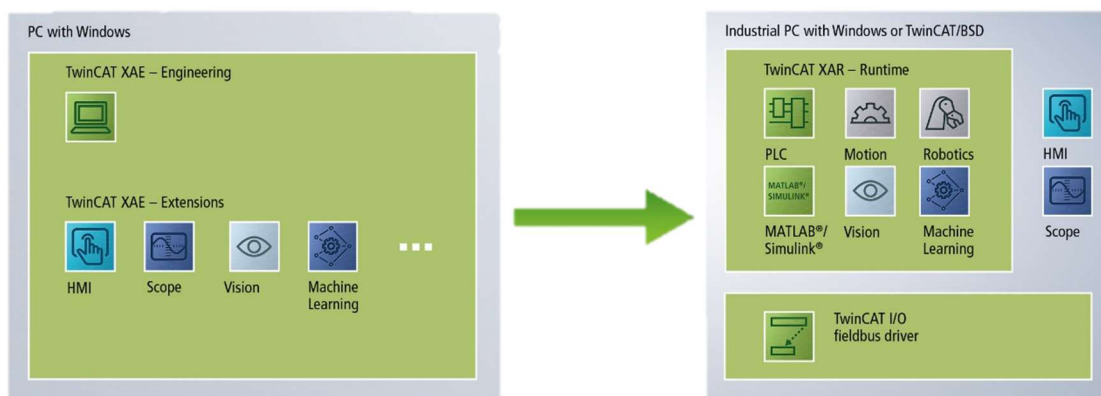 PC with Windows
TwinCAT XAE – Engineering
TwinCAT XAE – Extensions
HMI
Scope
Vision
Machine
Learning
Industrial PC with Windows or TwinCAT/BSD
TwinCAT XAR – Runtime
PLC
Motion
Robotics
HMI
MATLAB®/
SIMULINK®
MATLAB®/
Simulink®
Vision
Machine
Learning
Scope
TwinCAT I/O
fieldbus driver